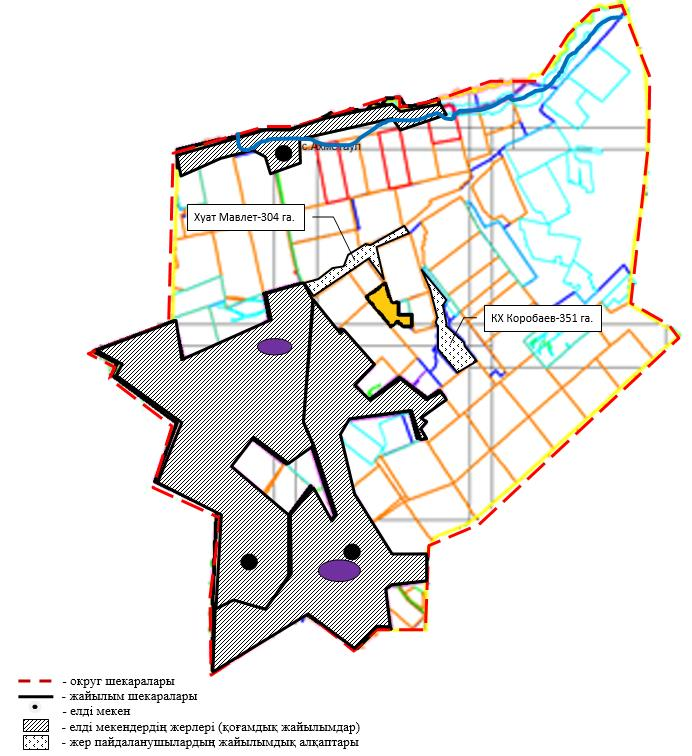 с Ахметаул
Хуат Мавлет-304 га.
КХ Коробаев-351 га.
- округ шекаралары
- жайылым шекаралары
- елді мекен
- елді мекендердің жерлері (қоғамдық жайылымдар)
- жер пайдаланушылардың жайылымдық алқаптары